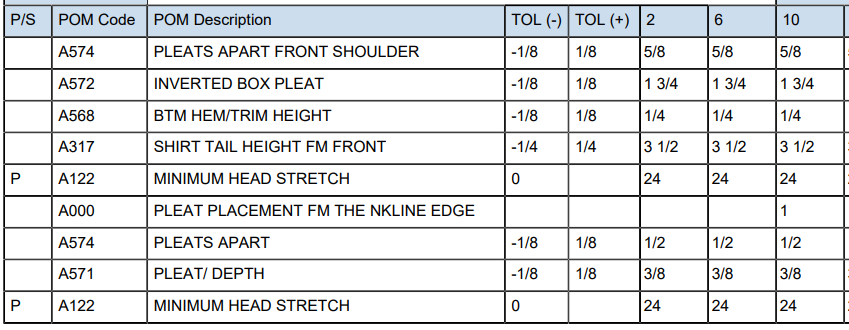 P/S POM Code POM Description TOL (-) TOL (+) 2 6 10
A574 PLEATS APART FRONT SHOULDER -1/8 1/8 5/8 5/8 5/8
A572 INVERTED BOX PLEAT -1/8 1/8 1 3/4 1 3/4 1 3/4
A568 BTM HEM/TRIM HEIGHT -1/8 1/8 1/4 1/4 1/4
A317 SHIRT TAIL HEIGHT FM FRONT -1/4 1/4 3 1/2 3 1/2 3 1/2
P A122 MINIMUM HEAD STRETCH 0 24 24 24
A000 PLEAT PLACEMENT FM THE NKLINE EDGE 1
A574 PLEATS APART -1/8 1/8 1/2 1/2 1/2
A571 PLEAT/ DEPTH -1/8 1/8 3/8 3/8 3/8
P A122 MINIMUM HEAD STRETCH 0 24 24 24